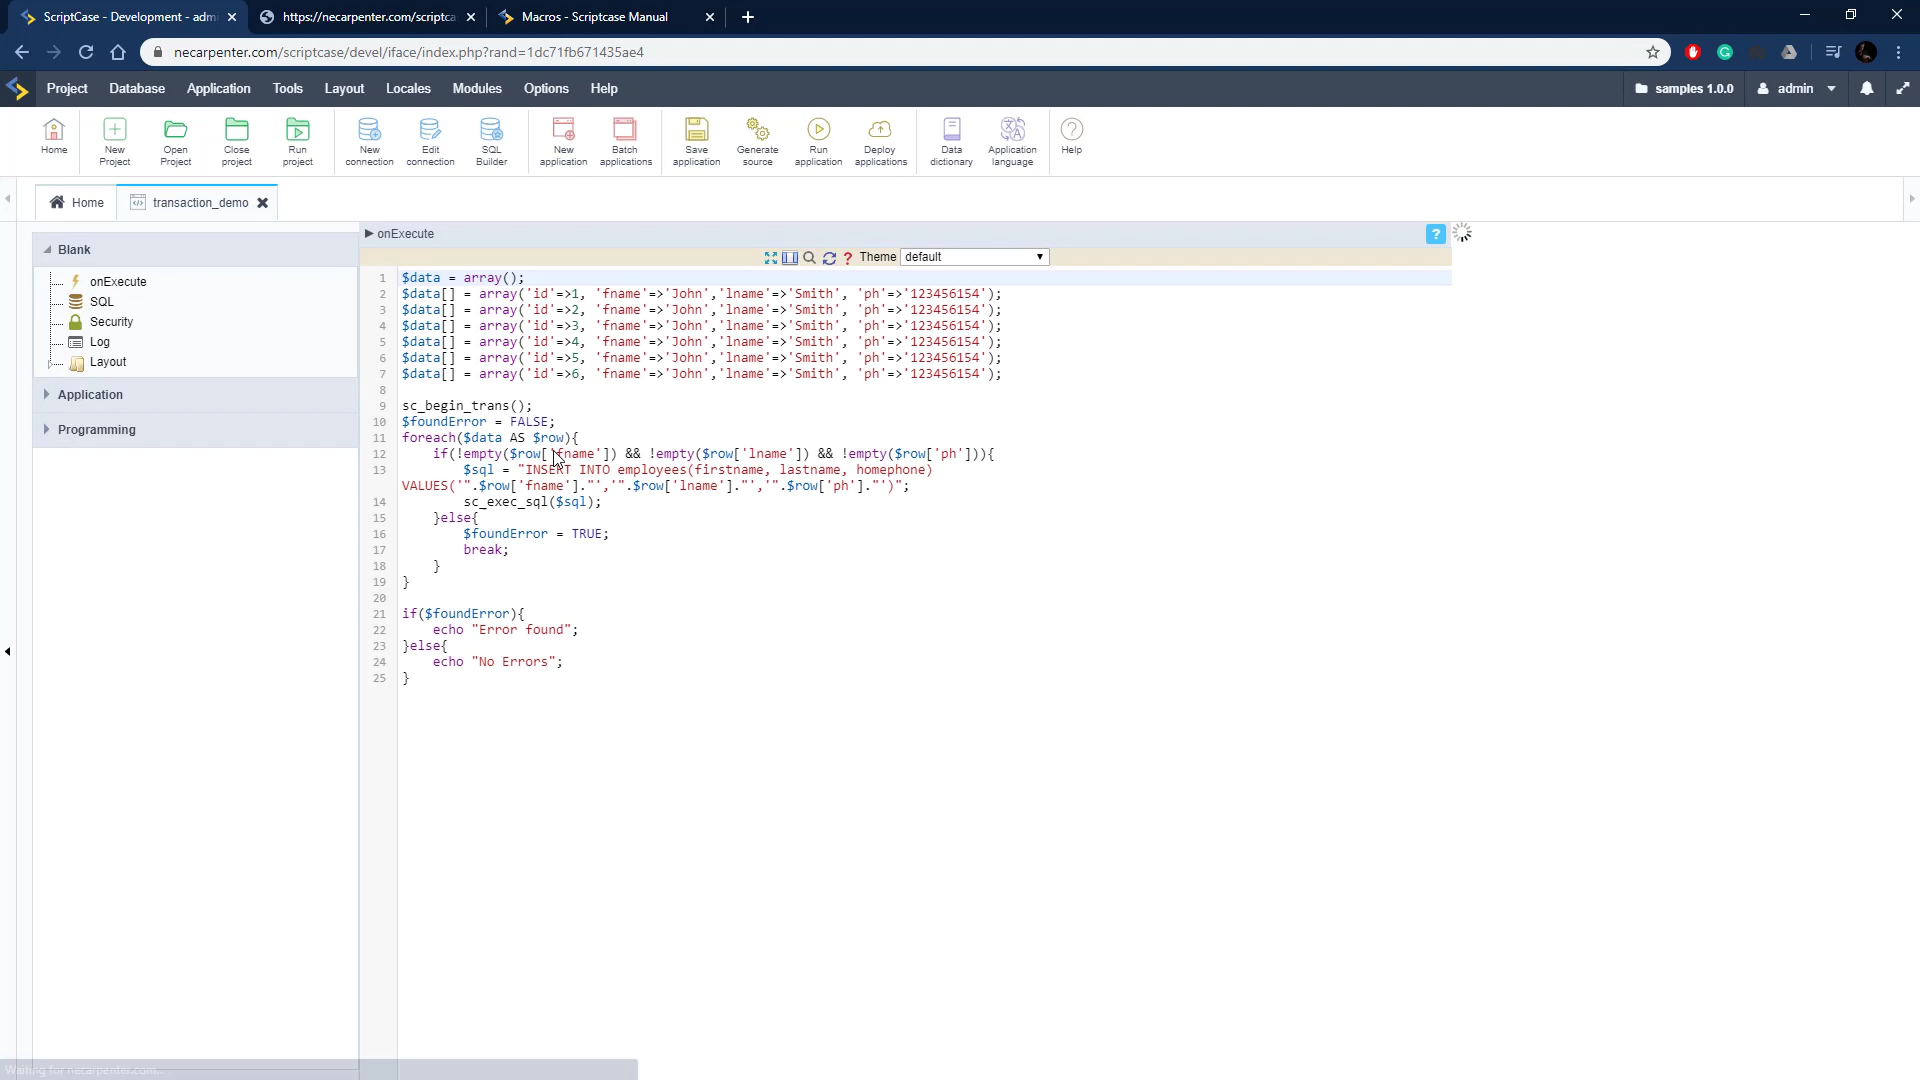 ScriptCase - Development - admi
https://necarpenter.com/scriptca
Macros - Scriptcase Manual
necarpenter.com/scriptcase/devel/iface/index.php?rand=1dc71fb671435ae4
Project Database Application Tools Layout Locales Modules Options Help
samples 1.0.0 admin
Home
New Project
Open Project
Close project
Run project
New connection
Edit connection
SQL Builder
New application
Batch applications
Save application
Generate source
Run application
Deploy applications
Data dictionary
Application language
Help
Home
transaction_demo
Blank
onExecute
SQL
Security
Log
Layout
Application
Programming
onExecute
?
? Theme default
1 $data = array();
2 $data[] = array('id'=>1, 'fname'=>'John','lname'=>'Smith', 'ph'=>'123456154');
3 $data[] = array('id'=>2, 'fname'=>'John','lname'=>'Smith', 'ph'=>'123456154');
4 $data[] = array('id'=>3, 'fname'=>'John','lname'=>'Smith', 'ph'=>'123456154');
5 $data[] = array('id'=>4, 'fname'=>'John','lname'=>'Smith', 'ph'=>'123456154');
6 $data[] = array('id'=>5, 'fname'=>'John','lname'=>'Smith', 'ph'=>'123456154');
7 $data[] = array('id'=>6, 'fname'=>'John','lname'=>'Smith', 'ph'=>'123456154');
8
9 sc_begin_trans();
10 $foundError = FALSE;
11 foreach($data AS $row){
12 if(!empty($row['fname']) && !empty($row['lname']) && !empty($row['ph'])){
13 $sql = "INSERT INTO employees(firstname, lastname, homephone)
VALUES('".$row['fname']."','".$row['lname']."','".$row['ph']."')";
14 sc_exec_sql($sql);
15 }else{
16 $foundError = TRUE;
17 break;
18 }
19 }
20
21 if($foundError){
22 echo "Error found";
23 }else{
24 echo "No Errors";
25 }
Waiting for necarpenter.com...